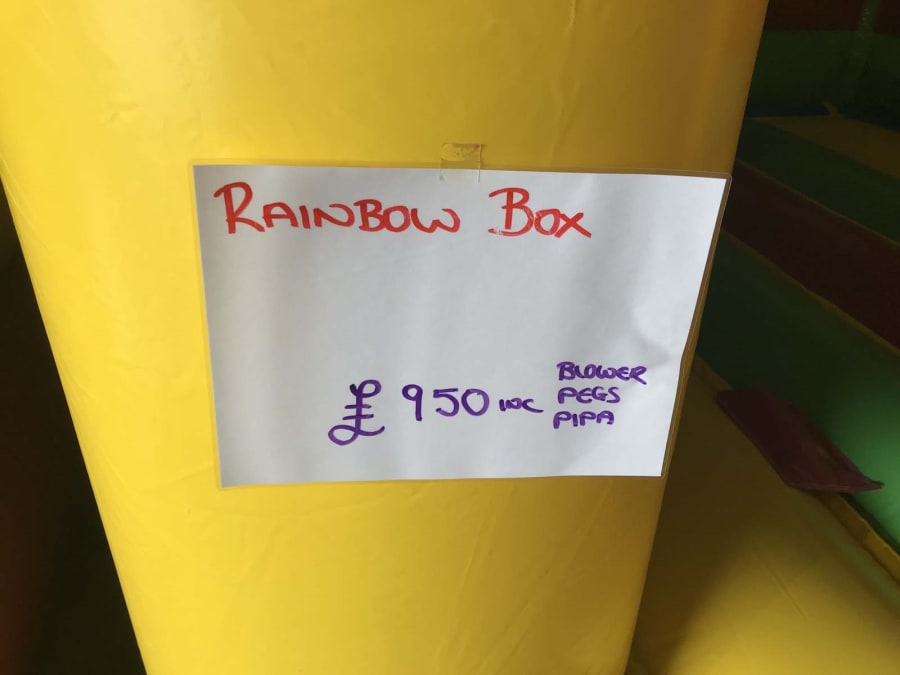 RAINBOW BOX
£950 inc
BLOWER
PEGS
PIPA